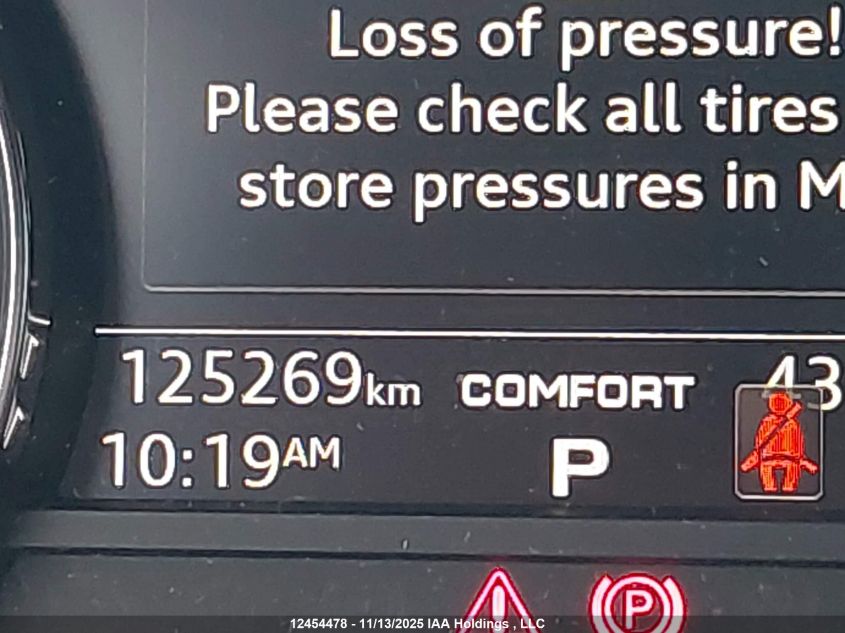 Loss of pressure!
Please check all tires
store pressures in M
125269km COMFORT 43
10:19AM P
P
12454478 - 11/13/2025 IAA Holdings , LLC